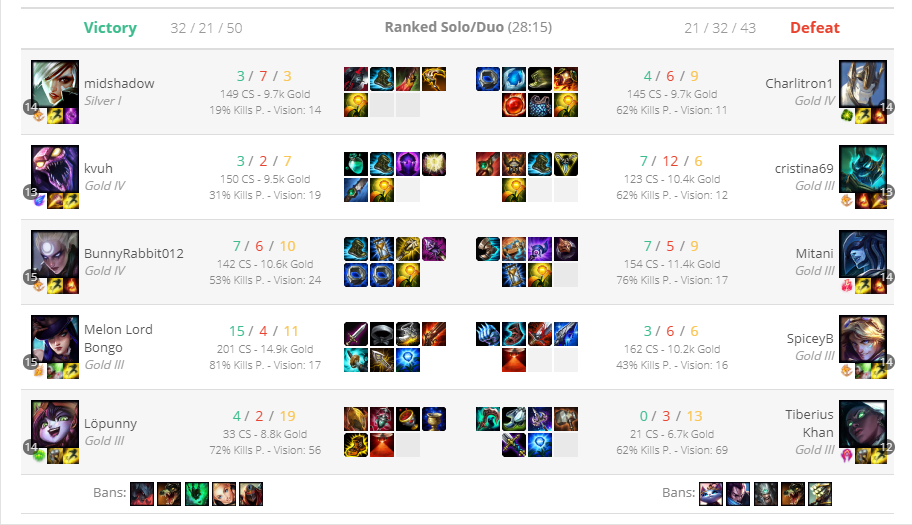 Victory 32 / 21 / 50 Ranked Solo/Duo (28:15) 21 / 32 / 43 Defeat
14 midshadow
Silver I
3 / 7 / 3
149 CS - 9.7k Gold
19% Kills P. - Vision: 14
4 / 6 / 9
145 CS - 9.7k Gold
62% Kills P. - Vision: 11
Charlitron1
Gold IV
14
13 kvuh
Gold IV
3 / 2 / 7
150 CS - 9.5k Gold
31% Kills P. - Vision: 19
7 / 12 / 6
123 CS - 10.4k Gold
62% Kills P. - Vision: 12
cristina69
Gold III
13
15 BunnyRabbit012
Gold IV
7 / 6 / 10
142 CS - 10.6k Gold
53% Kills P. - Vision: 24
7 / 5 / 9
154 CS - 11.4k Gold
76% Kills P. - Vision: 17
Mitani
Gold III
14
15 Melon Lord
Bongo
Gold III
15 / 4 / 11
201 CS - 14.9k Gold
81% Kills P. - Vision: 17
3 / 6 / 6
162 CS - 10.2k Gold
43% Kills P. - Vision: 16
SpiceyB
Gold III
14
14 Löpunny
Gold III
4 / 2 / 19
33 CS - 8.8k Gold
72% Kills P. - Vision: 56
0 / 3 / 13
21 CS - 6.7k Gold
62% Kills P. - Vision: 69
Tiberius
Khan
Gold III
12
Bans: Bans: